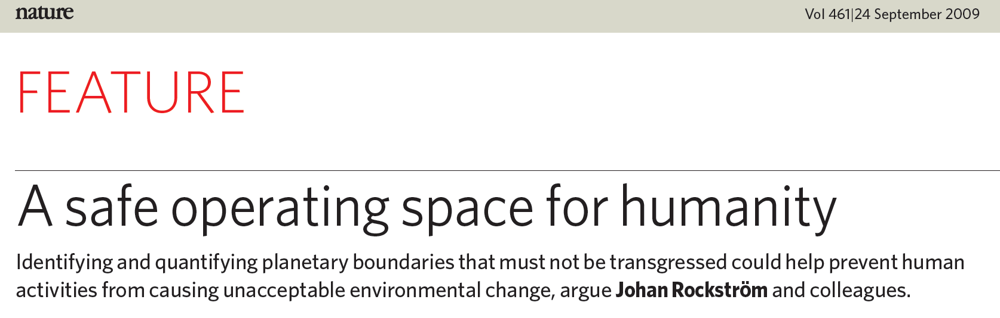 nature
Vol 461|24 September 2009
FEATURE
A safe operating space for humanity
Identifying and quantifying planetary boundaries that must not be transgressed could help prevent human
activities from causing unacceptable environmental change, argue Johan Rockström and colleagues.